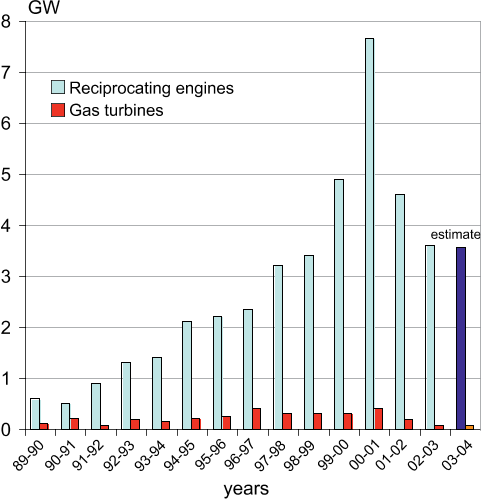 GW
8
7
6
5
4
3
2
1
0
Reciprocating engines
Gas turbines
estimate
89-90 90-91 91-92 92-93 93-94 94-95 95-96 96-97 97-98 98-99 99-00 00-01 01-02 02-03 03-04
years